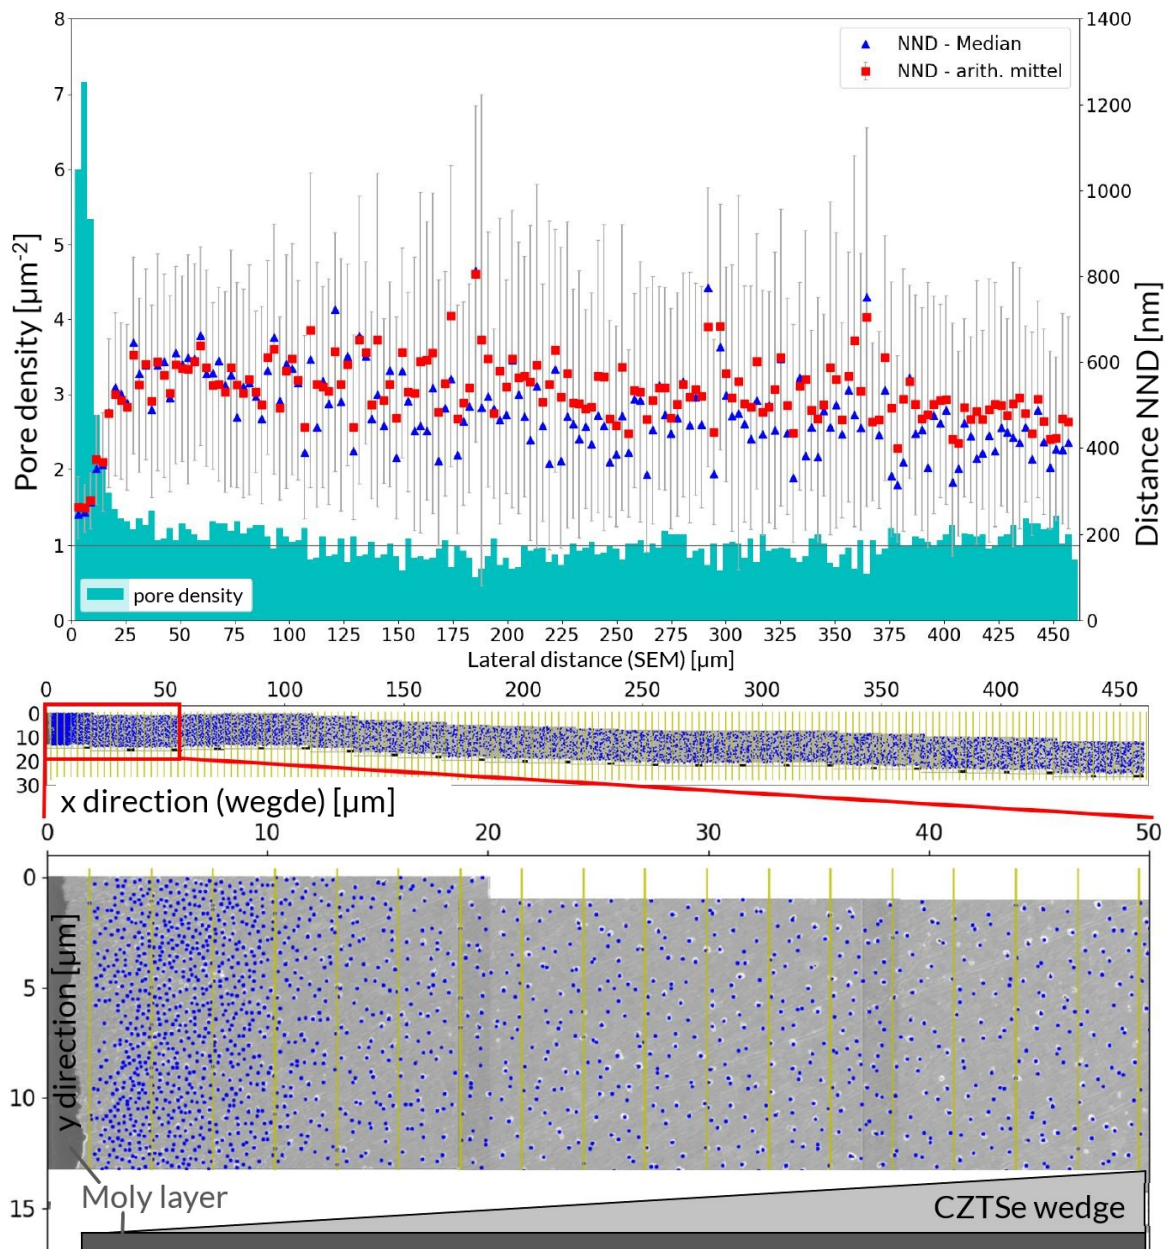 8
7
6
5
4
3
2
1
0
Pore density [µm-2]
1400
1200
1000
800
600
400
200
0
Distance NND [nm]
NND - Median
NND - arith. mittel
pore density
0 25 50 75 100 125 150 175 200 225 250 275 300 325 350 375 400 425 450
Lateral distance (SEM) [µm]
0 50 100 150 200 250 300 350 400 450
0
10
20
30
x direction (wegde) [µm]
0 10 20 30 40 50
0
5
10
15
y direction [µm]
Moly layer
CZTSe wedge